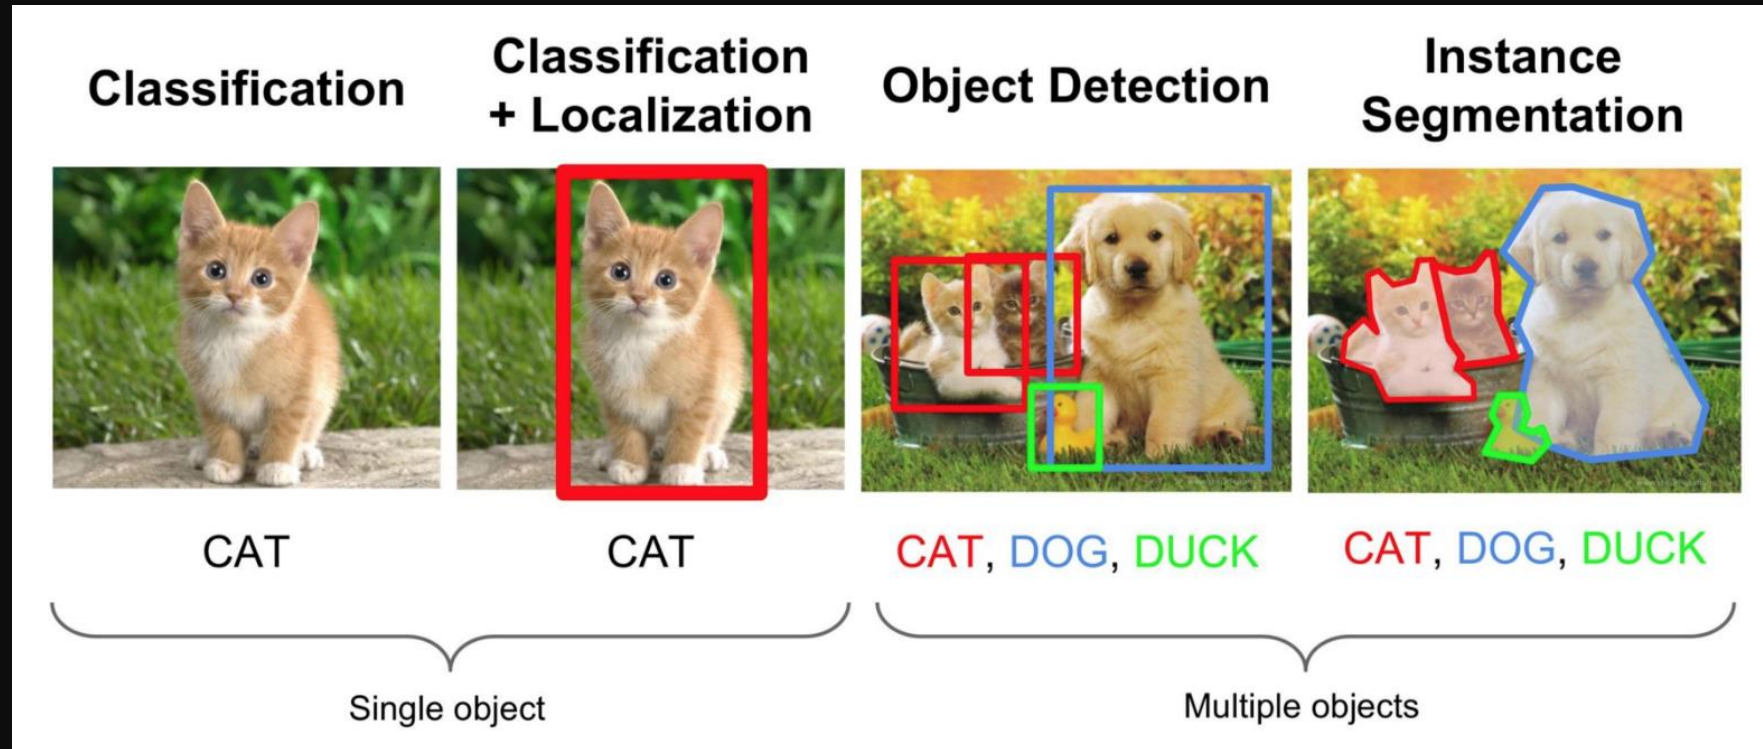 Classification
Classification
+ Localization
Object Detection
Instance
Segmentation
CAT
CAT
CAT, DOG, DUCK
CAT, DOG, DUCK
Single object
Multiple objects